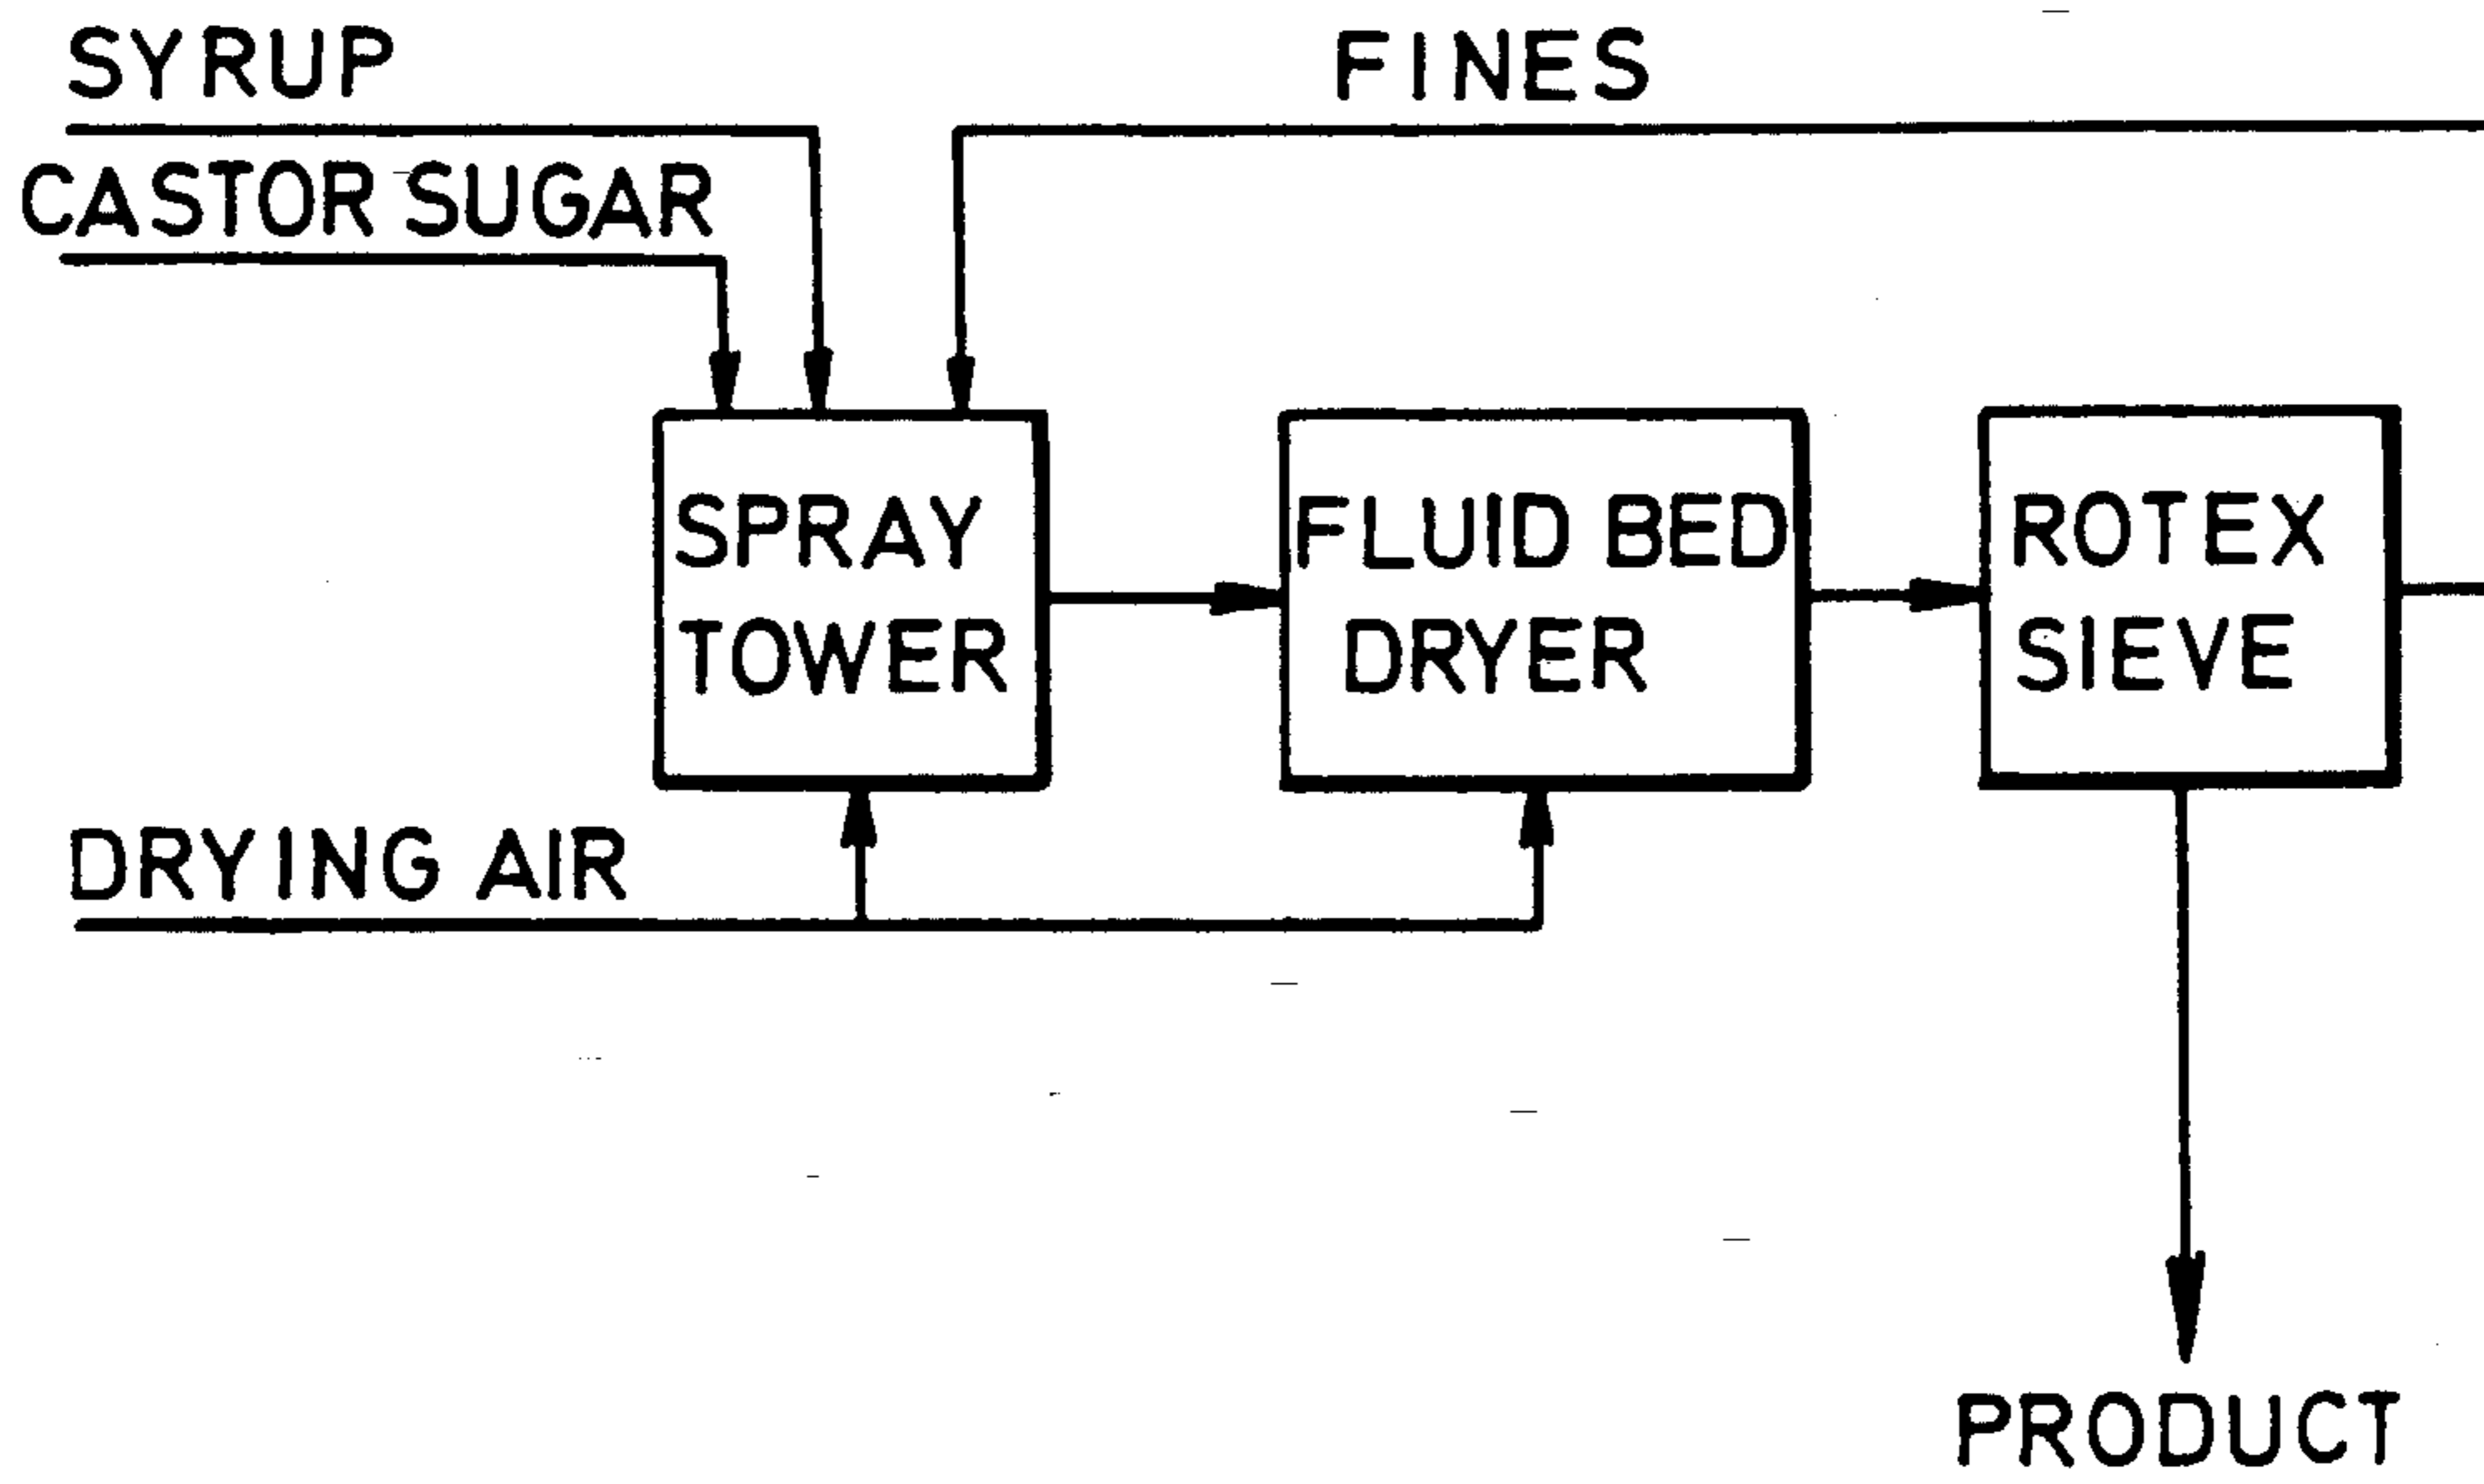 SYRUP
FINES
CASTOR SUGAR
SPRAY
TOWER
FLUID BED
DRYER
ROTEX
SIEVE
DRYING AIR
PRODUCT